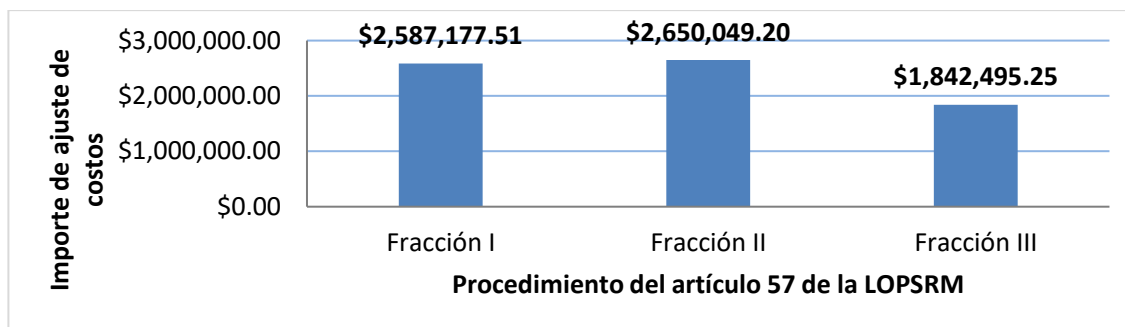 Importe de ajuste de
costos
$3,000,000.00
$2,000,000.00
$1,000,000.00
$0.00
$2,587,177.51
$2,650,049.20
$1,842,495.25
Fracción I
Fracción II
Fracción III
Procedimiento del artículo 57 de la LOPSRM